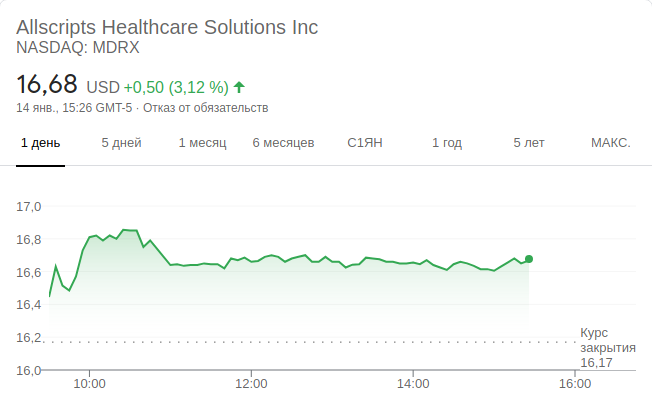 Allscripts Healthcare Solutions Inc
NASDAQ: MDRX
16,68 USD +0,50 (3,12 %) ↑
14 янв., 15:26 GMT-5 · Отказ от обязательств
1 день 5 дней 1 месяц 6 месяцев С1ЯН 1 год 5 лет МАКС.
17,0
16,8
16,6
16,4
16,2
16,0
Курс
закрытия
16,17
10:00 12:00 14:00 16:00